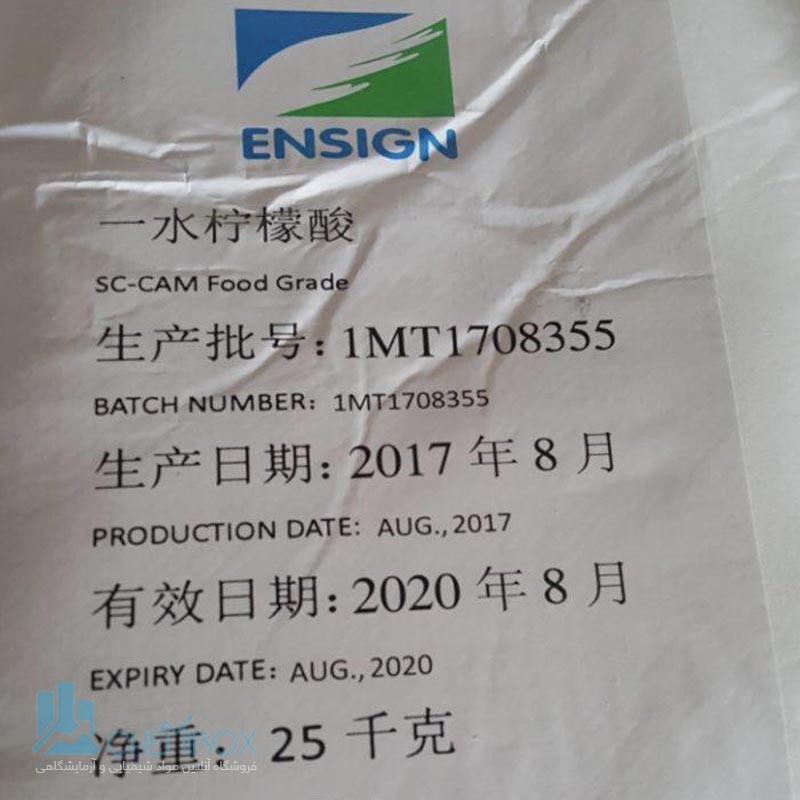 ENSIGN
一水柠檬酸
SC-CAM Food Grade
生产批号：1MT1708355
BATCH NUMBER：1MT1708355
生产日期：2017 年 8 月
PRODUCTION DATE：AUG.,2017
有效日期：2020 年 8 月
EXPIRY DATE：AUG.,2020
净重：25 千克
فروشگاه آنلاین مواد شیمیایی و آزمایشگاهی